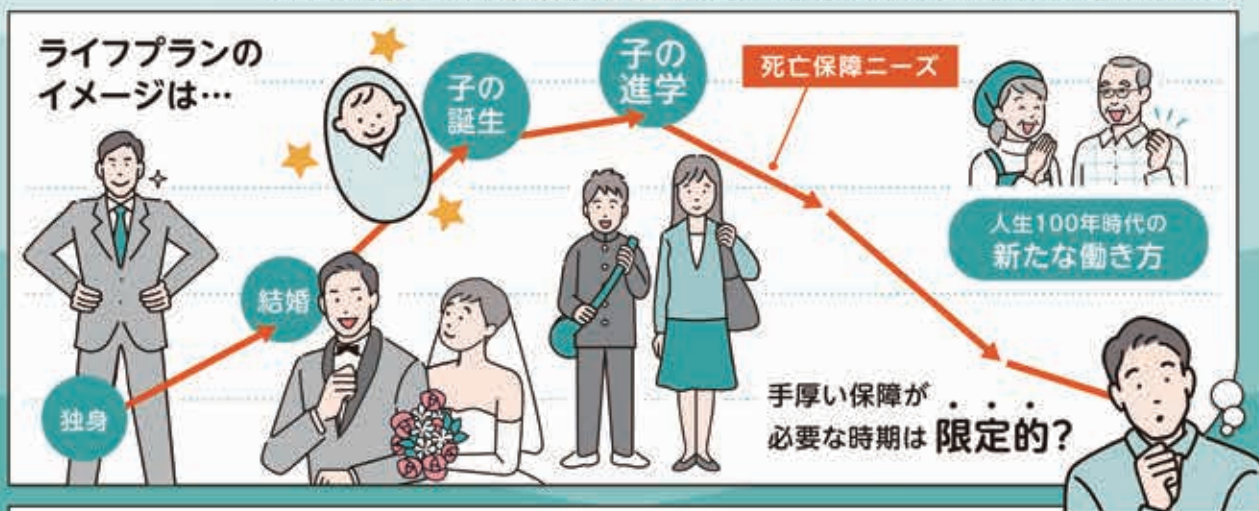 ライフプランの
イメージは…
独身
結婚
子の
誕生
子の
進学
死亡保障ニーズ
人生100年時代の
新たな働き方
手厚い保障が
必要な時期は 限定的?